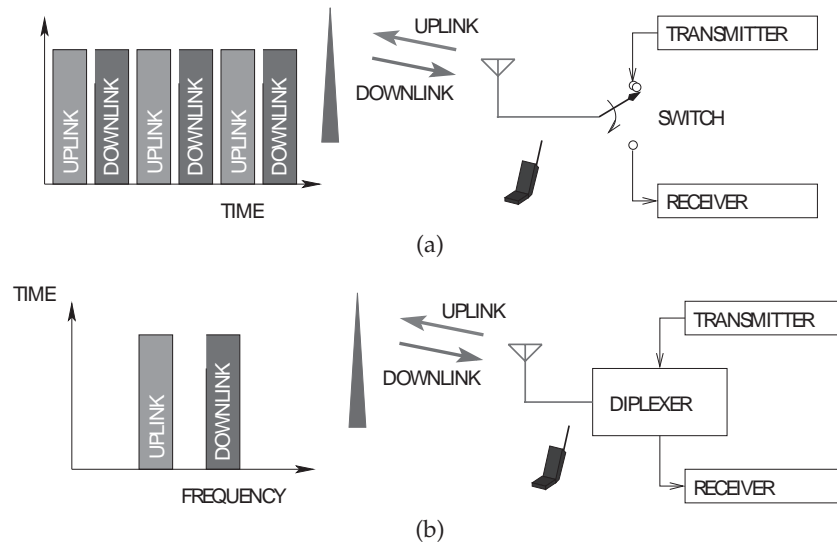 UPLINK
DOWNLINK
UPLINK
DOWNLINK
UPLINK
DOWNLINK
TIME
UPLINK
DOWNLINK
TRANSMITTER
SWITCH
RECEIVER
(a)
TIME
UPLINK
DOWNLINK
FREQUENCY
UPLINK
DOWNLINK
TRANSMITTER
DIPLEXER
RECEIVER
(b)